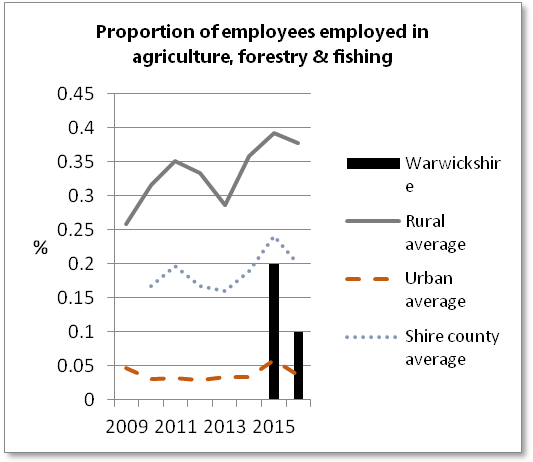 Proportion of employees employed in
agriculture, forestry & fishing
0.45
0.4
0.35
0.3
0.25
0.2
0.15
0.1
0.05
0
%
2009 2011 2013 2015
Warwickshir
e
Rural
average
Urban
average
Shire county
average